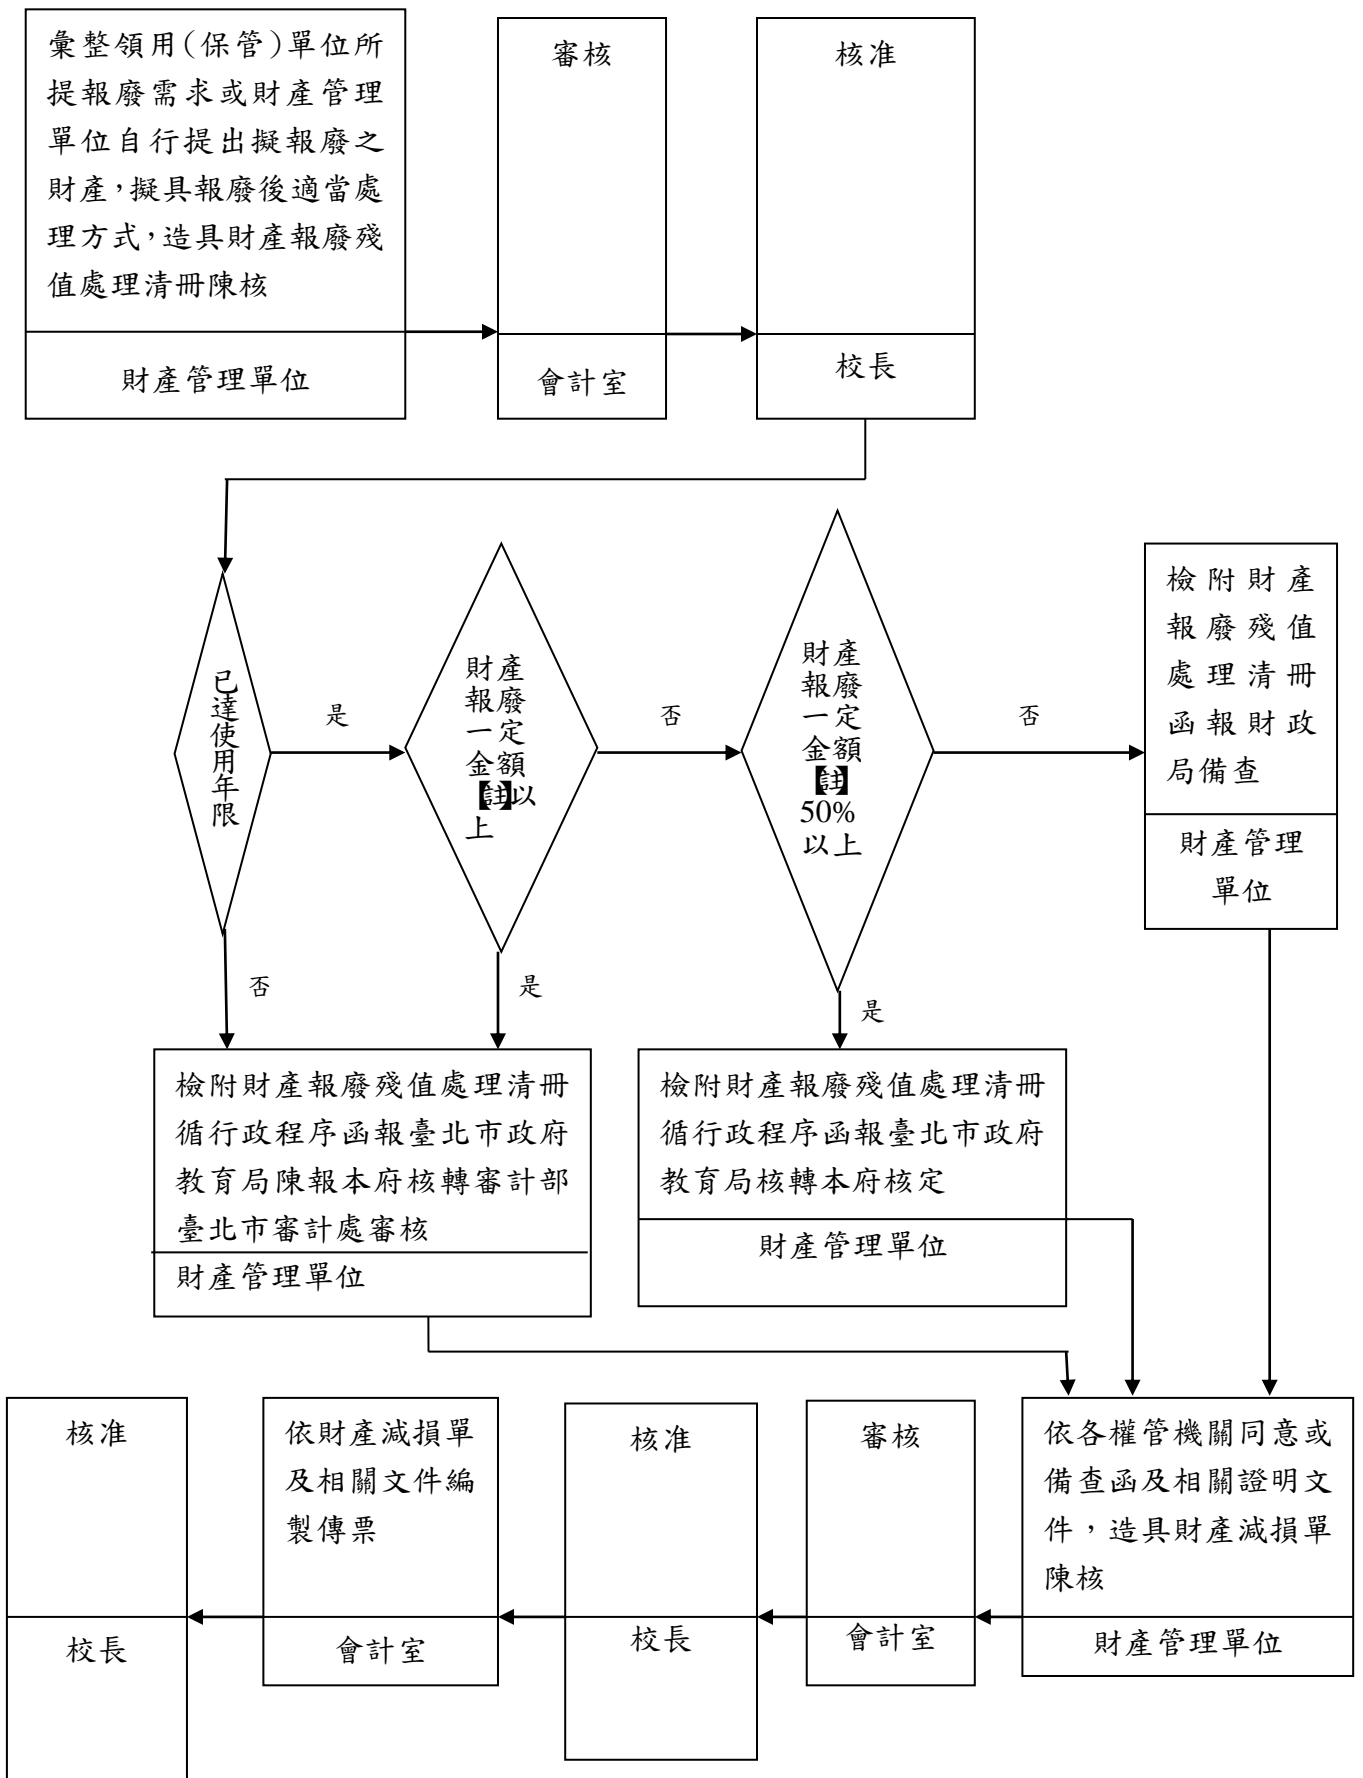 彙整領用(保管)單位所
提報廢需求或財產管理
單位自行提出擬報廢之
財產，擬具報廢後適當處
理方式，造具財產報廢殘
值處理清冊陳核
財產管理單位
審核
會計室
核准
校長
已達使用年限
是
否
財產
報廢
一定
金額
【註】以
上
否
是
財產
報廢
一定
金額
【註】
50%
以上
否
是
檢附財產
報廢殘值
處理清冊
函報財政
局備查
財產管理
單位
檢附財產報廢殘值處理清冊
循行政程序函報臺北市政府
教育局陳報本府核轉審計部
臺北市審計處審核
財產管理單位
檢附財產報廢殘值處理清冊
循行政程序函報臺北市政府
教育局核轉本府核定
財產管理單位
依各權管機關同意或
備查函及相關證明文
件，造具財產減損單
陳核
財產管理單位
審核
會計室
核准
校長
依財產減損單
及相關文件編
製傳票
會計室
核准
校長